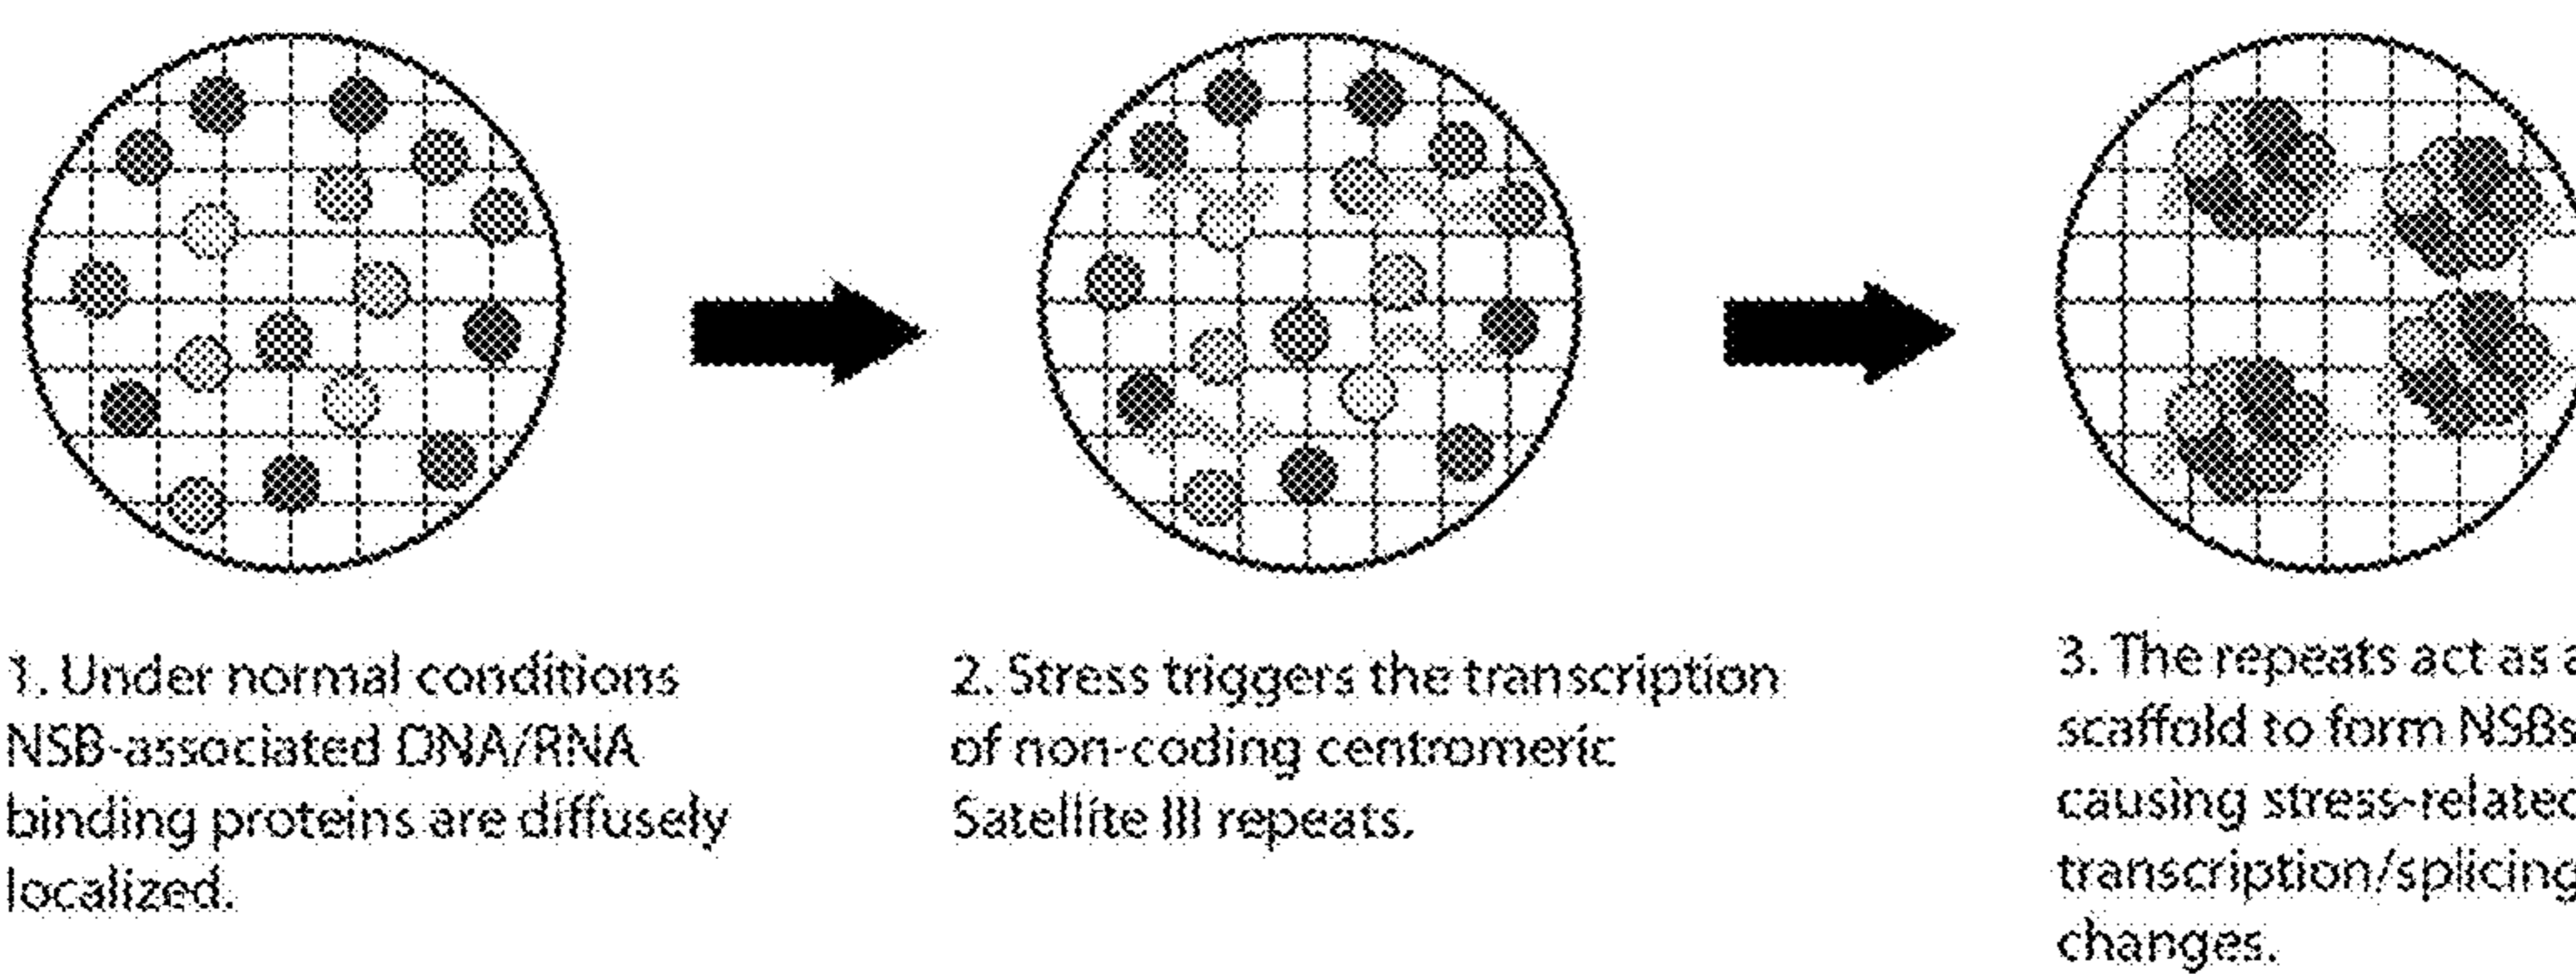 1. Under normal conditions
NSB-associated DNA/RNA
binding proteins are diffusely
localized.
2. Stress triggers the transcription
of non-coding centromeric
Satellite III repeats.
3. The repeats act as a
scaffold to form NSBs
causing stress-related
transcription/splicing
changes.